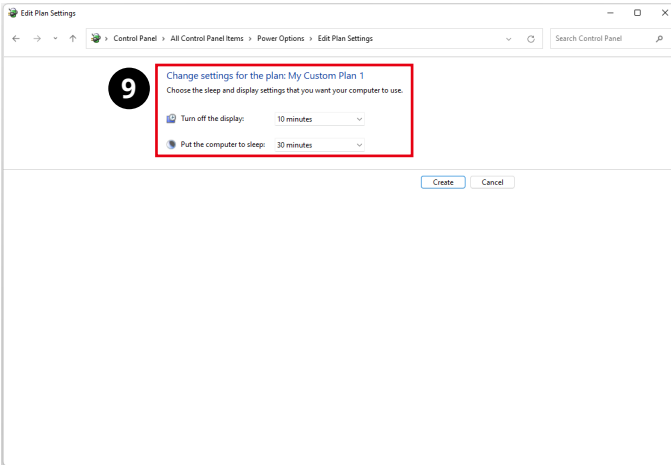 Edit Plan Settings
Control Panel > All Control Panel Items > Power Options > Edit Plan Settings
Search Control Panel
9
Change settings for the plan: My Custom Plan 1
Choose the sleep and display settings that you want your computer to use.
Turn off the display: 10 minutes
Put the computer to sleep: 30 minutes
Create Cancel